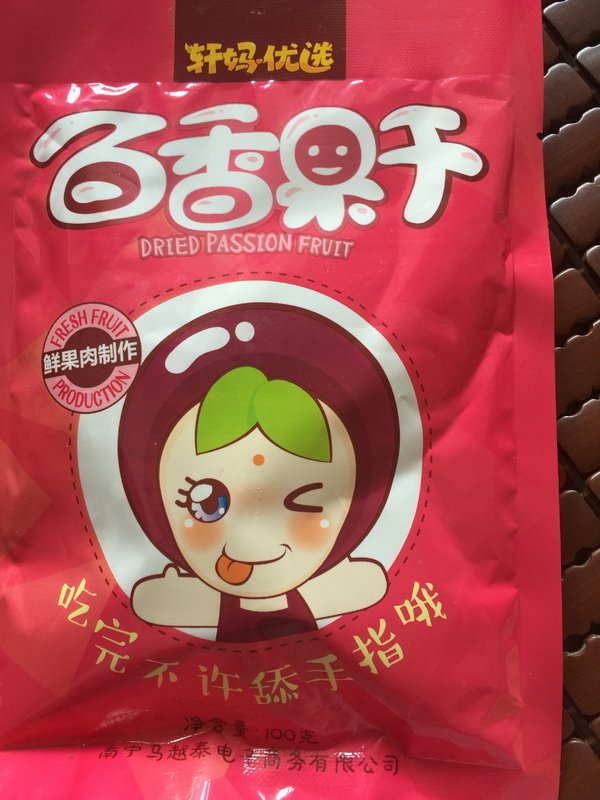 轩妈·优选
百香果干
DRIED PASSION FRUIT
FRESH FRUIT
鲜果肉制作
PRODUCTION
吃完不许舔手指哦
净含量:100克
南宁马越泰电子商务有限公司